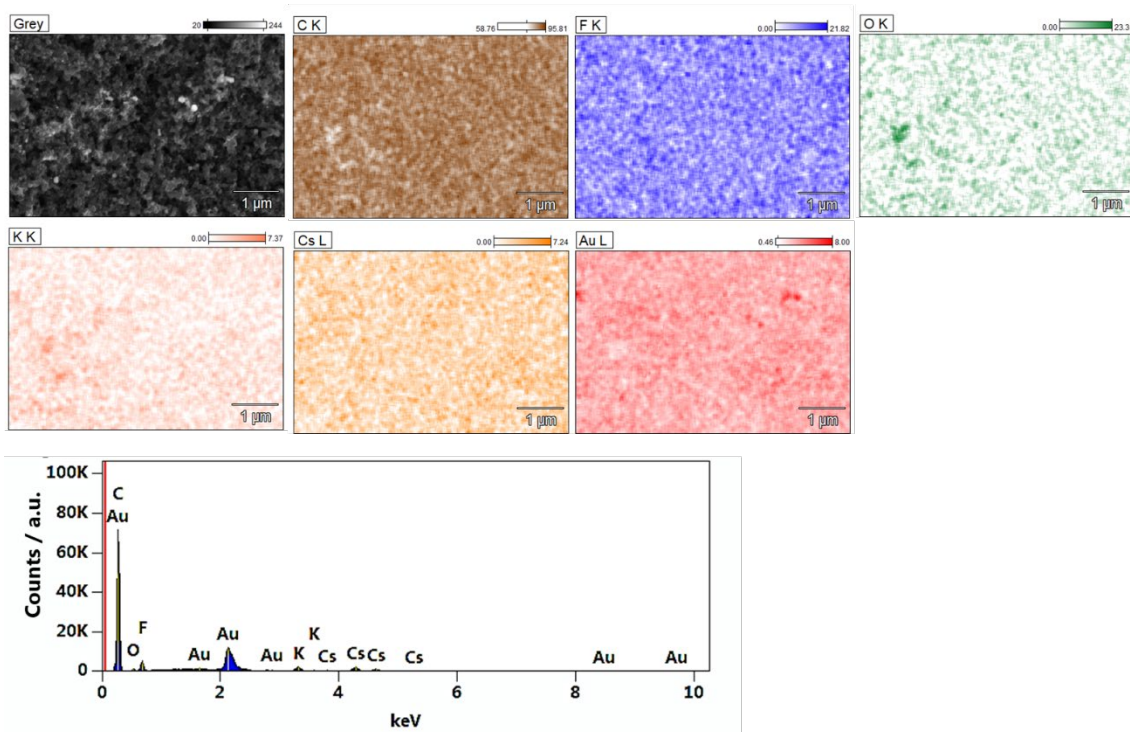 Grey 20 244
C K 58.76 95.81
F K 0.00 21.82
O K 0.00 23.3
1 µm
1 µm
1 µm
1 µm
K K 0.00 7.37
Cs L 0.00 7.24
Au L 0.46 8.00
1 µm
1 µm
1 µm
100K
80K
60K
40K
20K
0
Counts / a.u.
C
Au
O
F
Au
Au
Au
K
K
Cs
Cs
Cs
Cs
Au
Au
0 2 4 6 8 10
keV